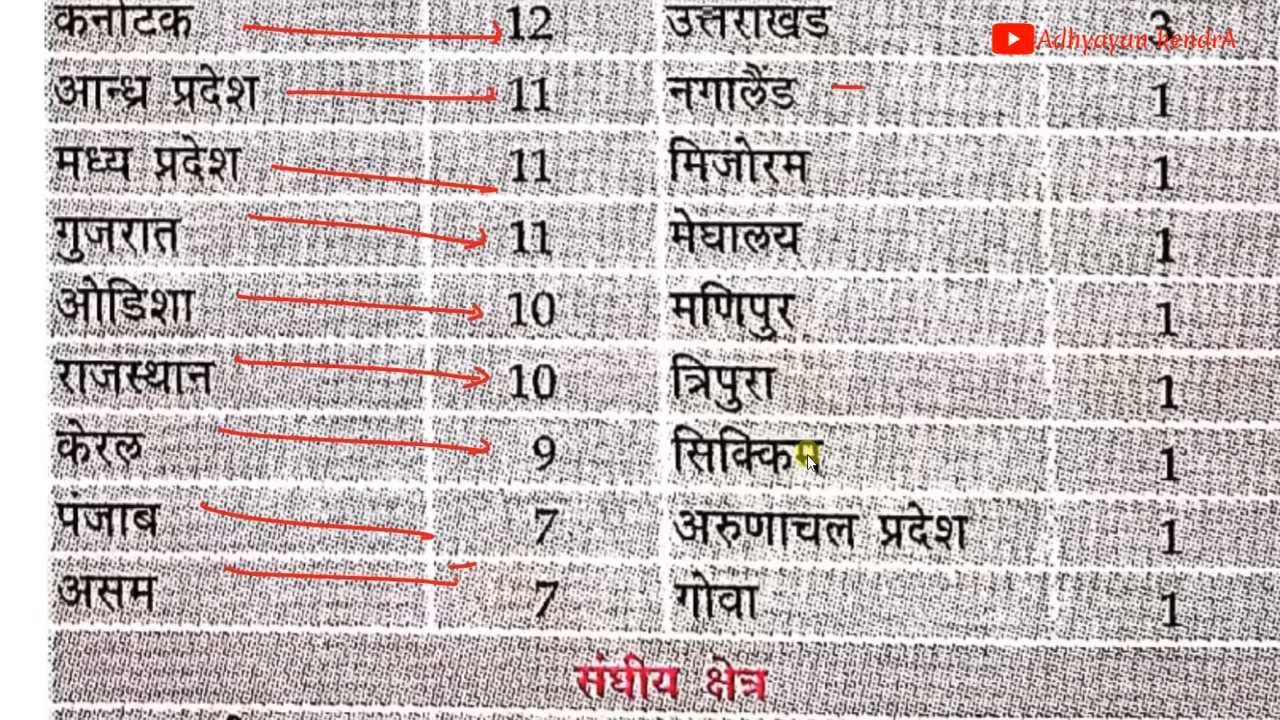 कर्नाटक 12 उत्तराखंड 3
Adhyayan kendrA
आन्ध्र प्रदेश 11 नगालैंड 1
मध्य प्रदेश 11 मिजोरम 1
गुजरात 11 मेघालय 1
ओडिशा 10 मणिपुर 1
राजस्थान 10 त्रिपुरा 1
केरल 9 सिक्किम 1
पंजाब 7 अरुणाचल प्रदेश 1
असम 7 गोवा 1
संघीय क्षेत्र